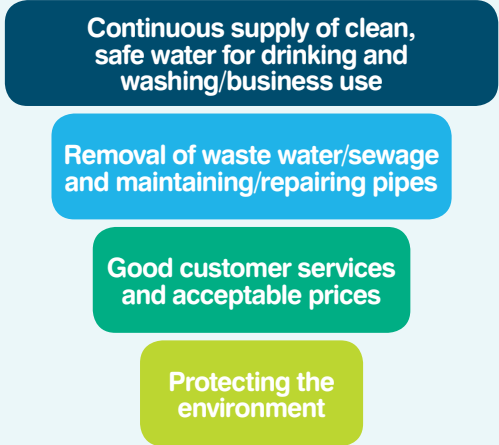 Continuous supply of clean,
safe water for drinking and
washing/business use
Removal of waste water/sewage
and maintaining/repairing pipes
Good customer services
and acceptable prices
Protecting the
environment